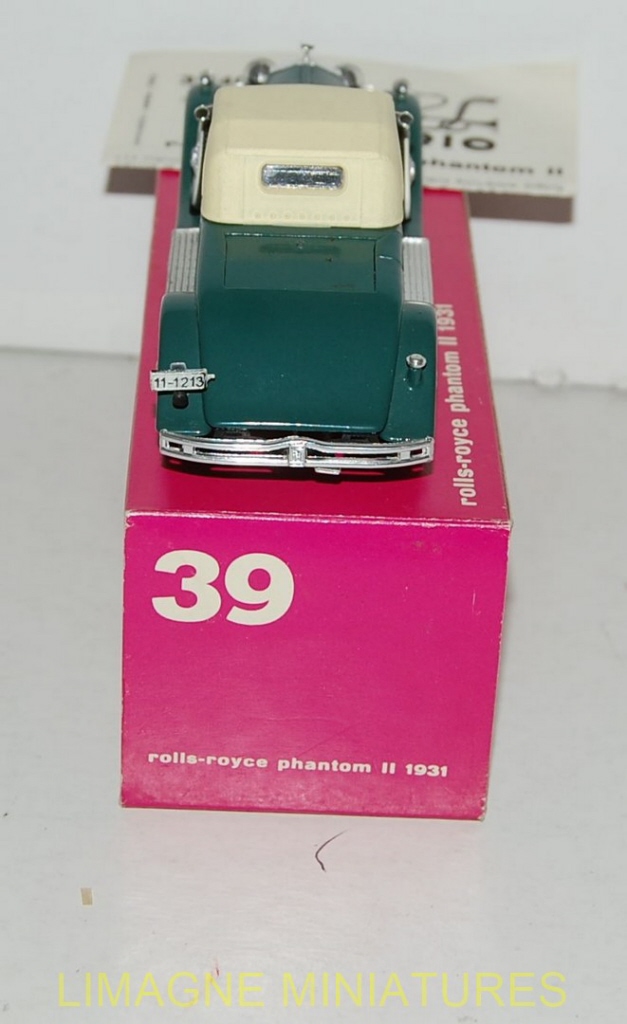 rio
phantom II
11-1213
rolls-royce phantom II 1931
39
rolls-royce phantom II 1931
LIMAGNE MINIATURES